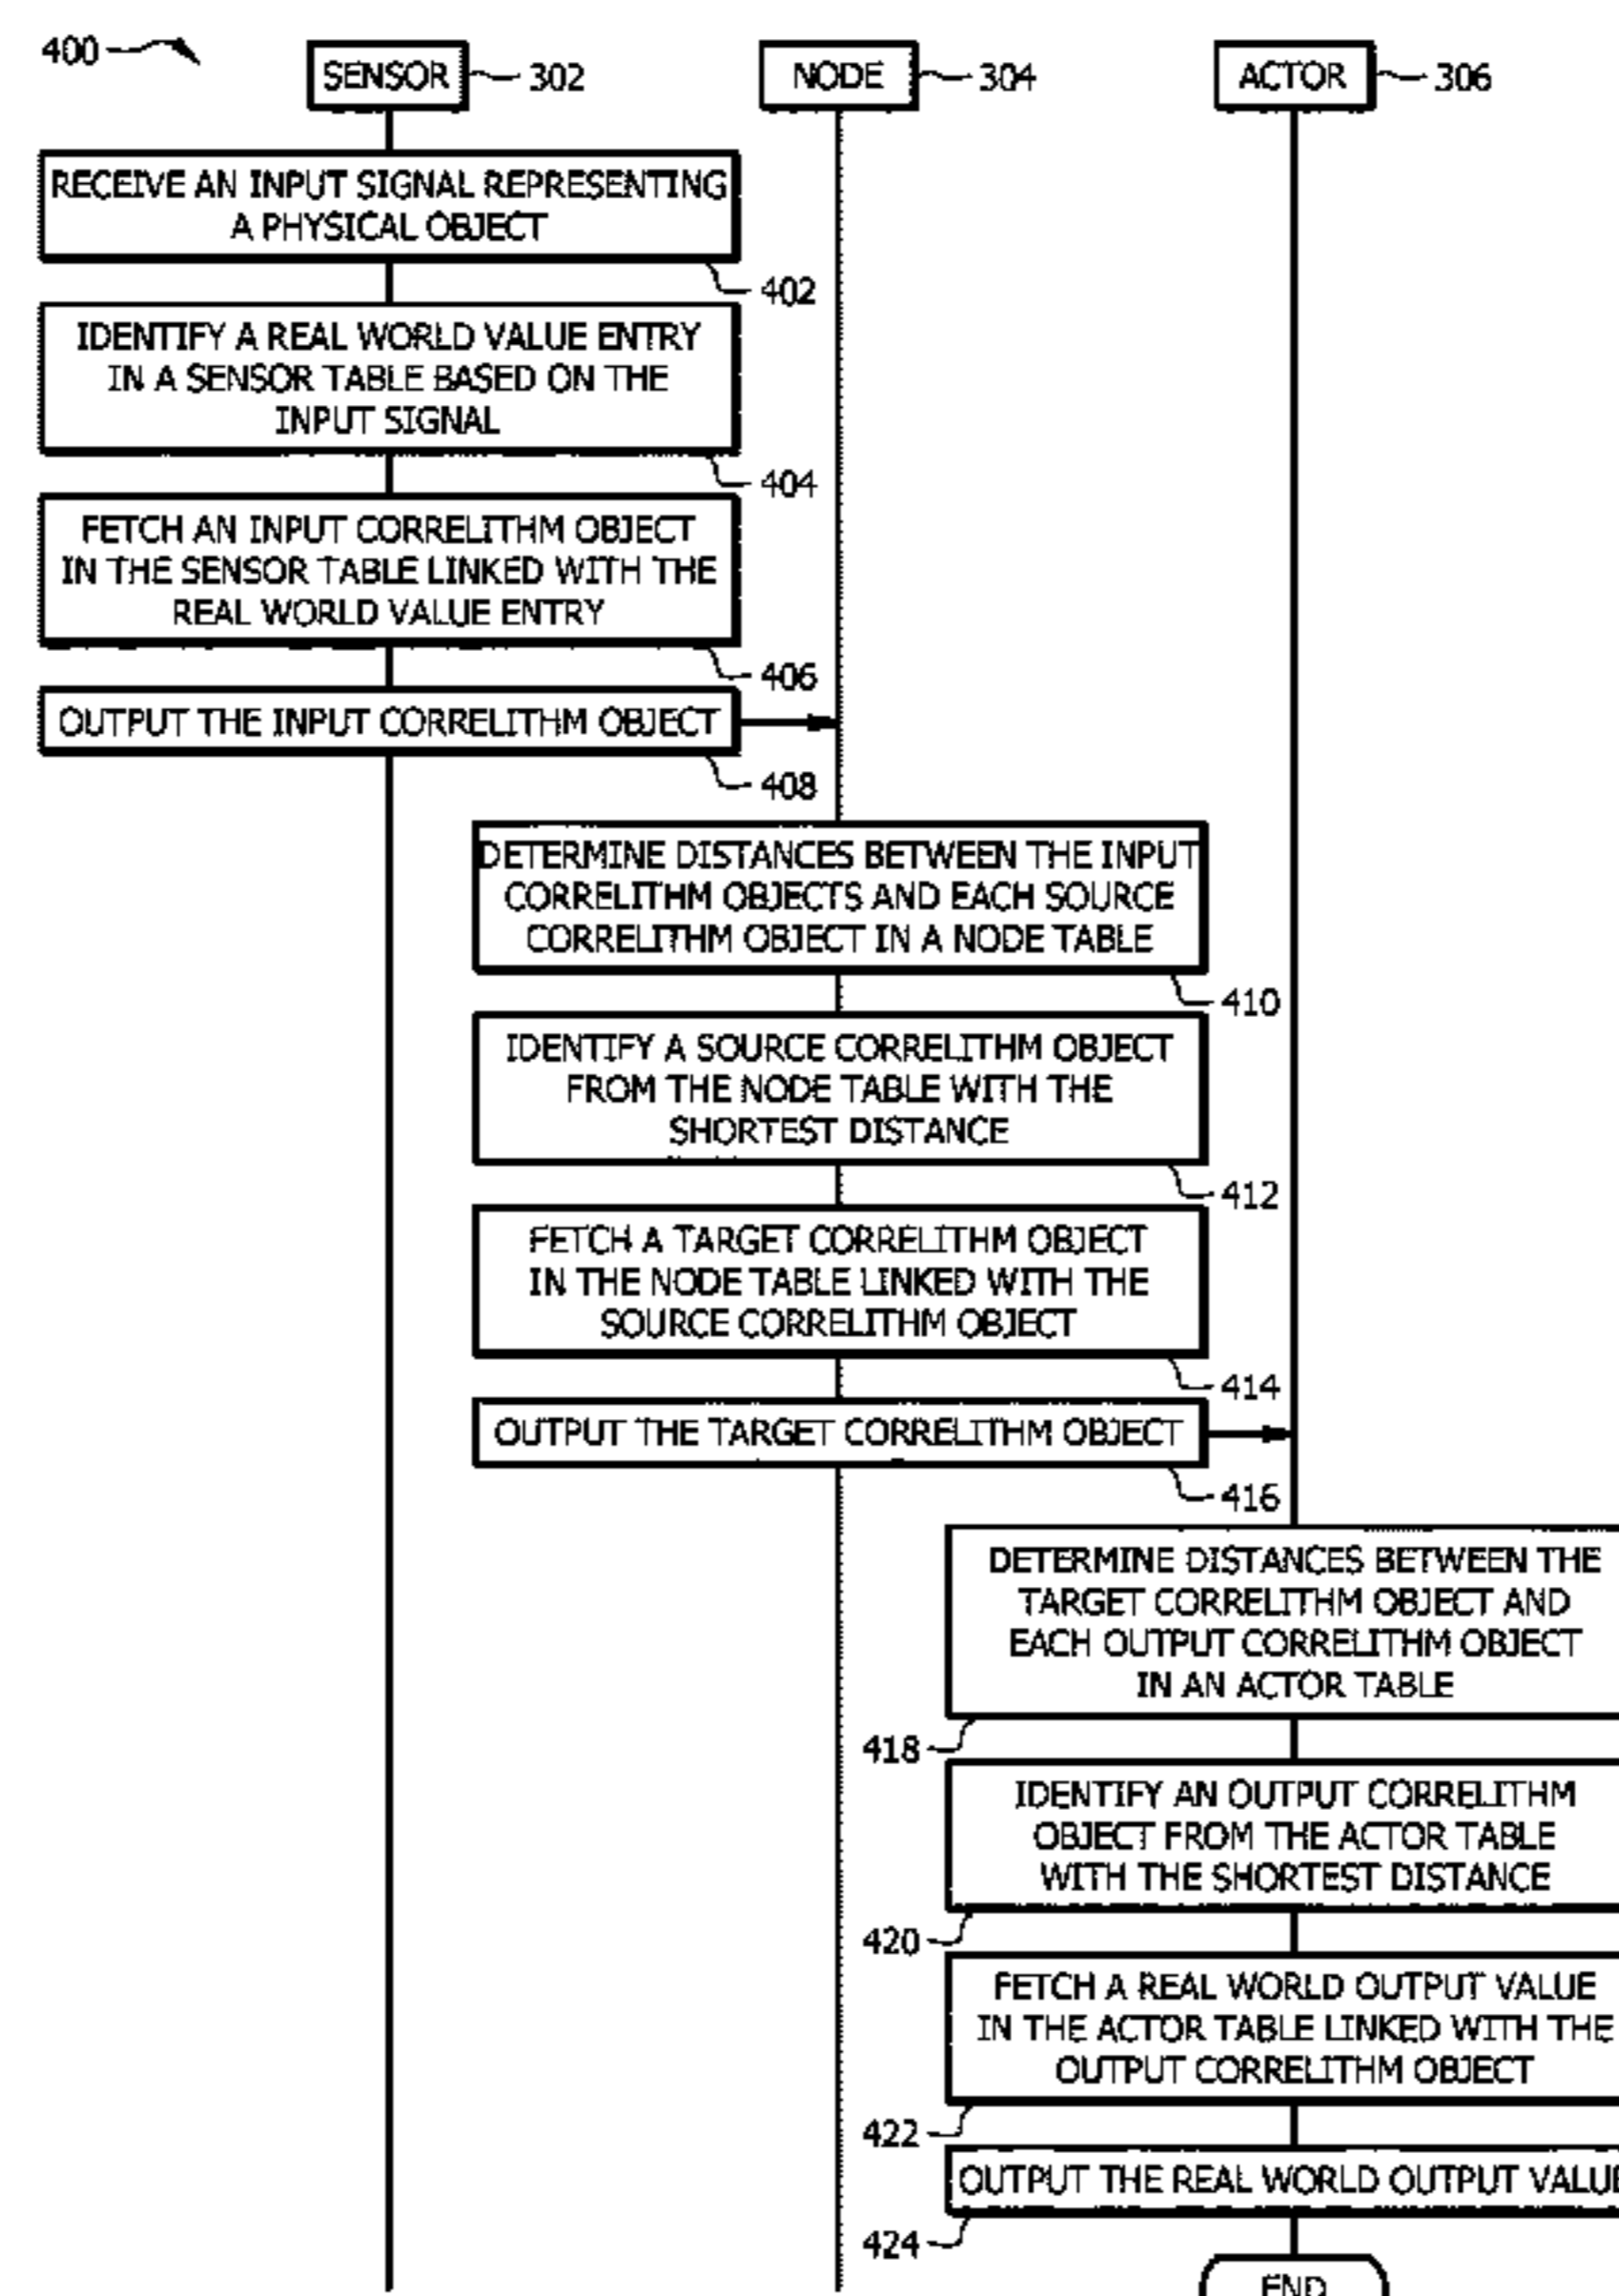 400
SENSOR
302
NODE
304
ACTOR
306
RECEIVE AN INPUT SIGNAL REPRESENTING
A PHYSICAL OBJECT
402
IDENTIFY A REAL WORLD VALUE ENTRY
IN A SENSOR TABLE BASED ON THE
INPUT SIGNAL
404
FETCH AN INPUT CORRELITHM OBJECT
IN THE SENSOR TABLE LINKED WITH THE
REAL WORLD VALUE ENTRY
406
OUTPUT THE INPUT CORRELITHM OBJECT
408
DETERMINE DISTANCES BETWEEN THE INPUT
CORRELITHM OBJECTS AND EACH SOURCE
CORRELITHM OBJECT IN A NODE TABLE
410
IDENTIFY A SOURCE CORRELITHM OBJECT
FROM THE NODE TABLE WITH THE
SHORTEST DISTANCE
412
FETCH A TARGET CORRELITHM OBJECT
IN THE NODE TABLE LINKED WITH THE
SOURCE CORRELITHM OBJECT
414
OUTPUT THE TARGET CORRELITHM OBJECT
416
DETERMINE DISTANCES BETWEEN THE
TARGET CORRELITHM OBJECT AND
EACH OUTPUT CORRELITHM OBJECT
IN AN ACTOR TABLE
418
IDENTIFY AN OUTPUT CORRELITHM
OBJECT FROM THE ACTOR TABLE
WITH THE SHORTEST DISTANCE
420
FETCH A REAL WORLD OUTPUT VALUE
IN THE ACTOR TABLE LINKED WITH THE
OUTPUT CORRELITHM OBJECT
422
OUTPUT THE REAL WORLD OUTPUT VALUE
424
END